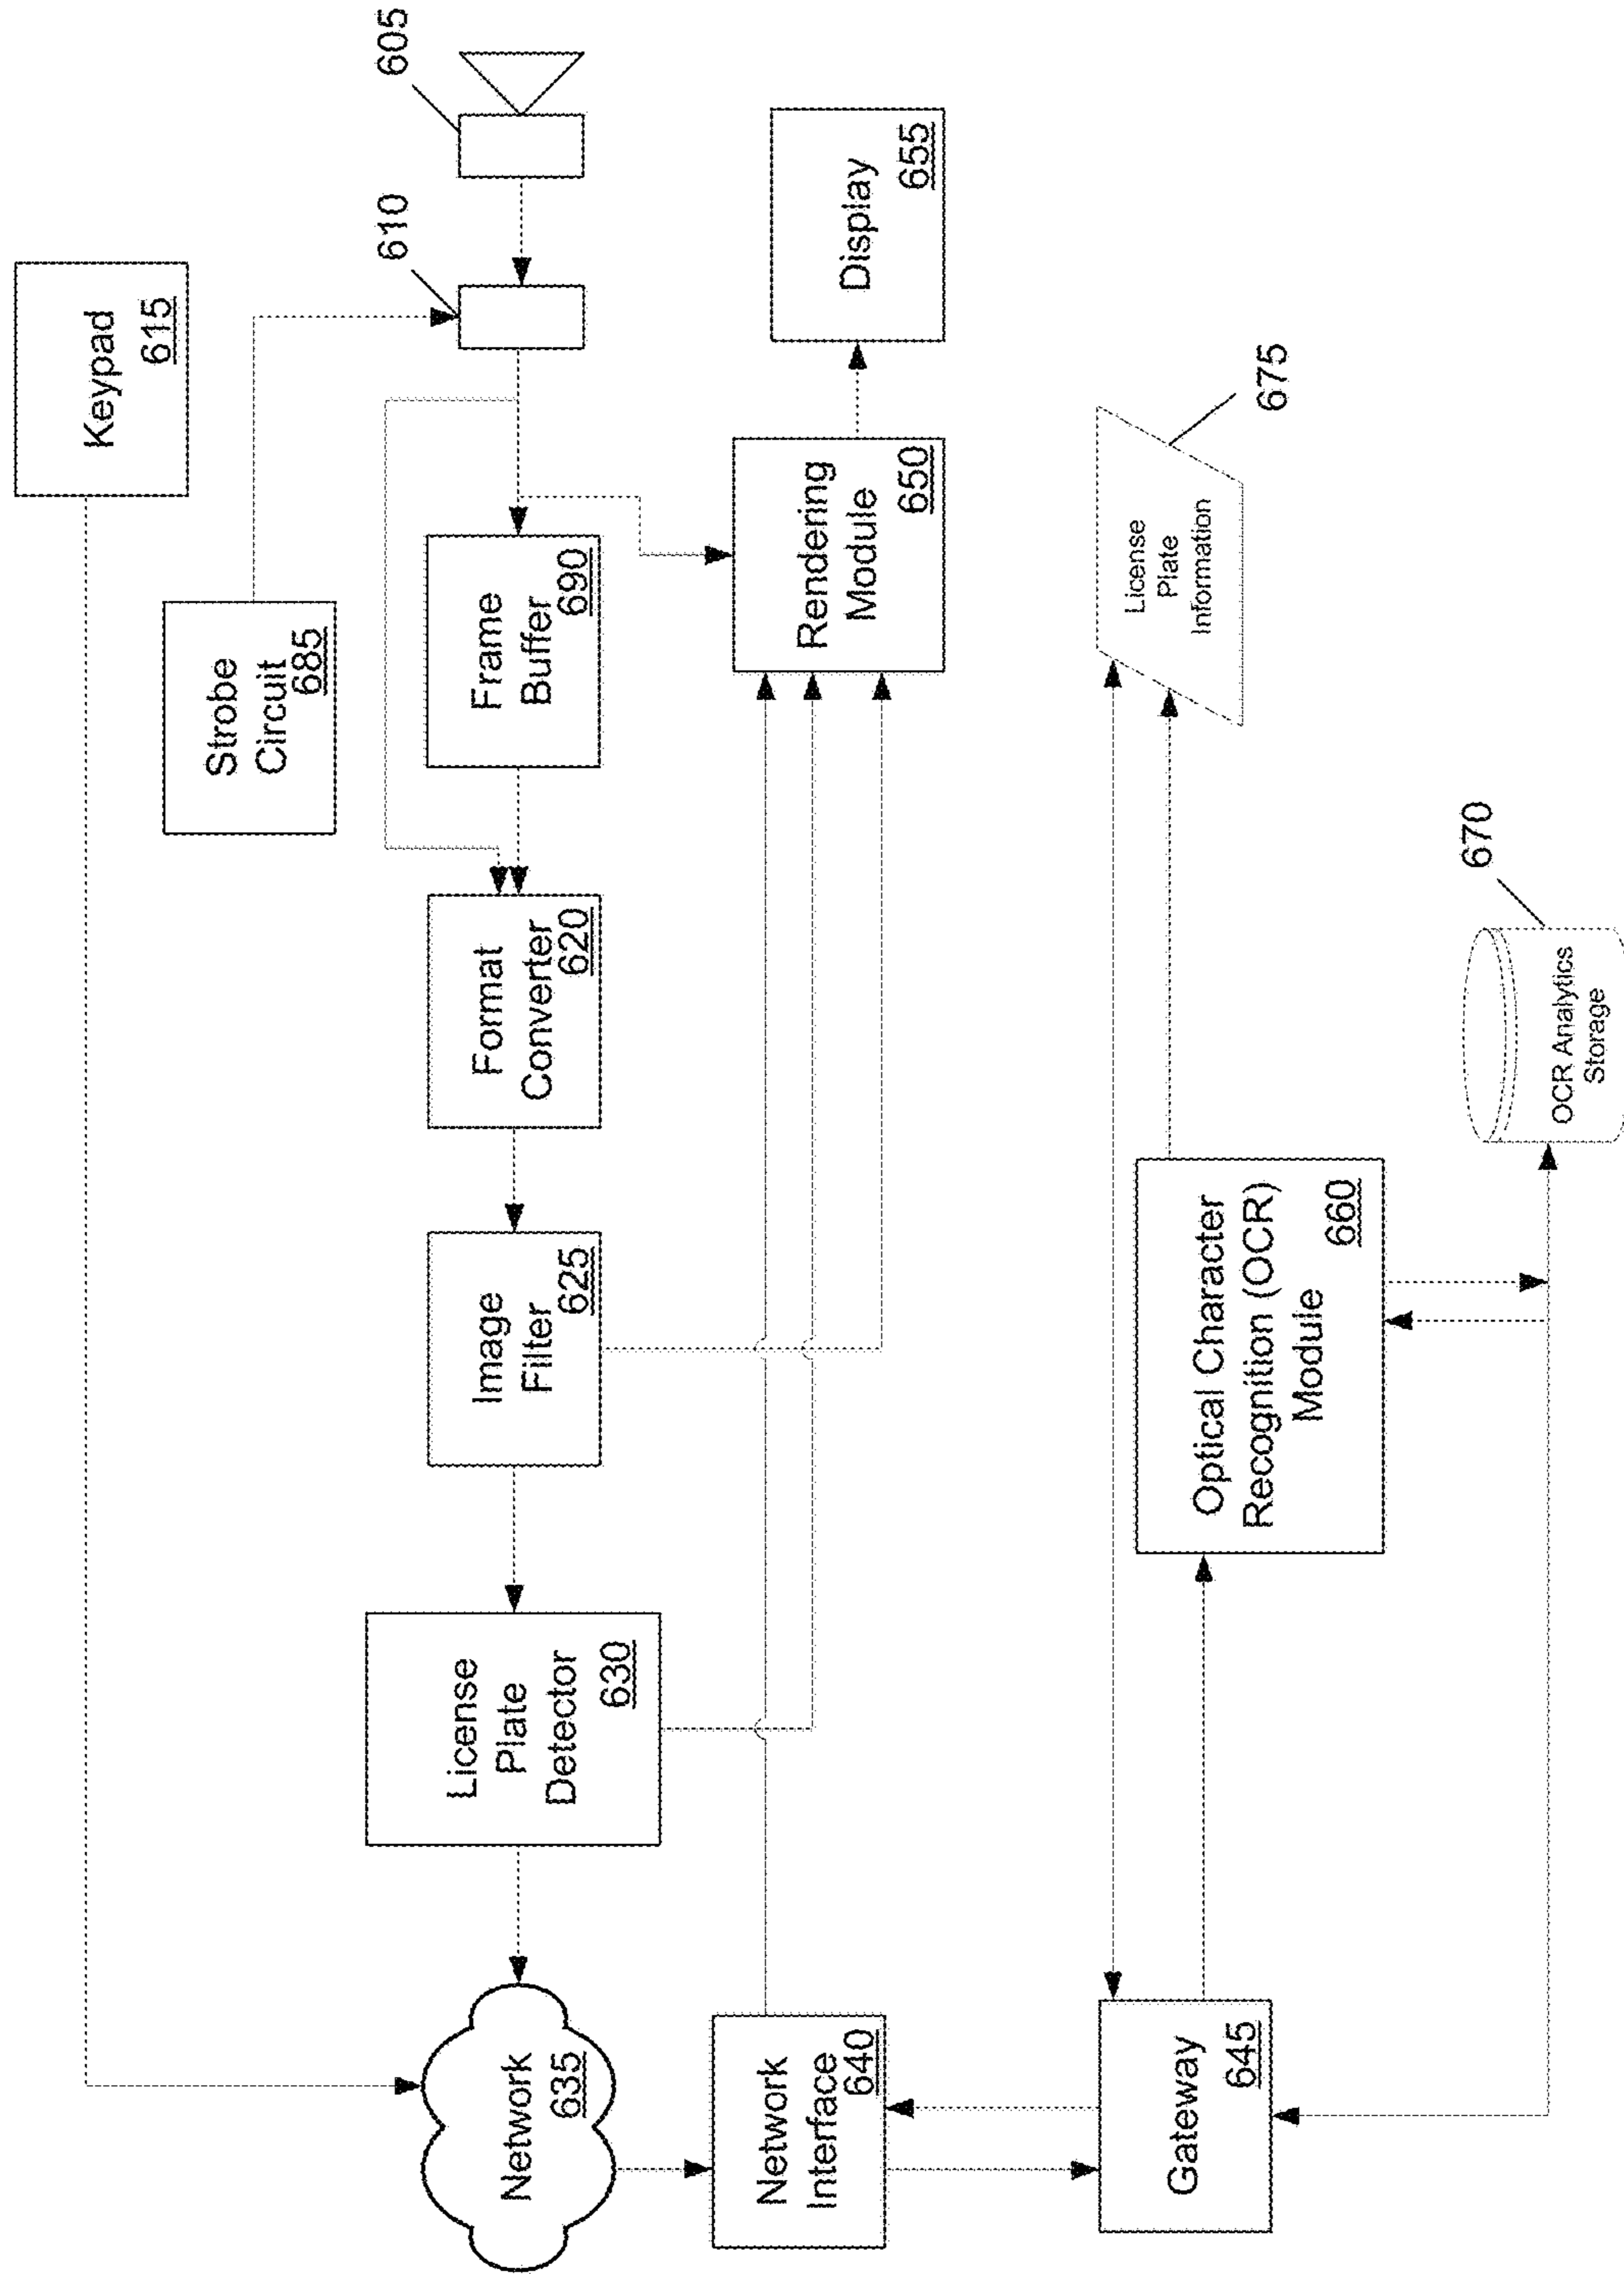 Keypad
615
Strobe
Circuit
685
610
605
Network
635
License
Plate
Detector
630
Image
Filter
625
Format
Converter
620
Frame
Buffer
690
Network
Interface
640
Rendering
Module
650
Display
655
Gateway
645
Optical Character
Recognition (OCR)
Module
660
License
Plate
Information
675
OCR Analytics
Storage
670